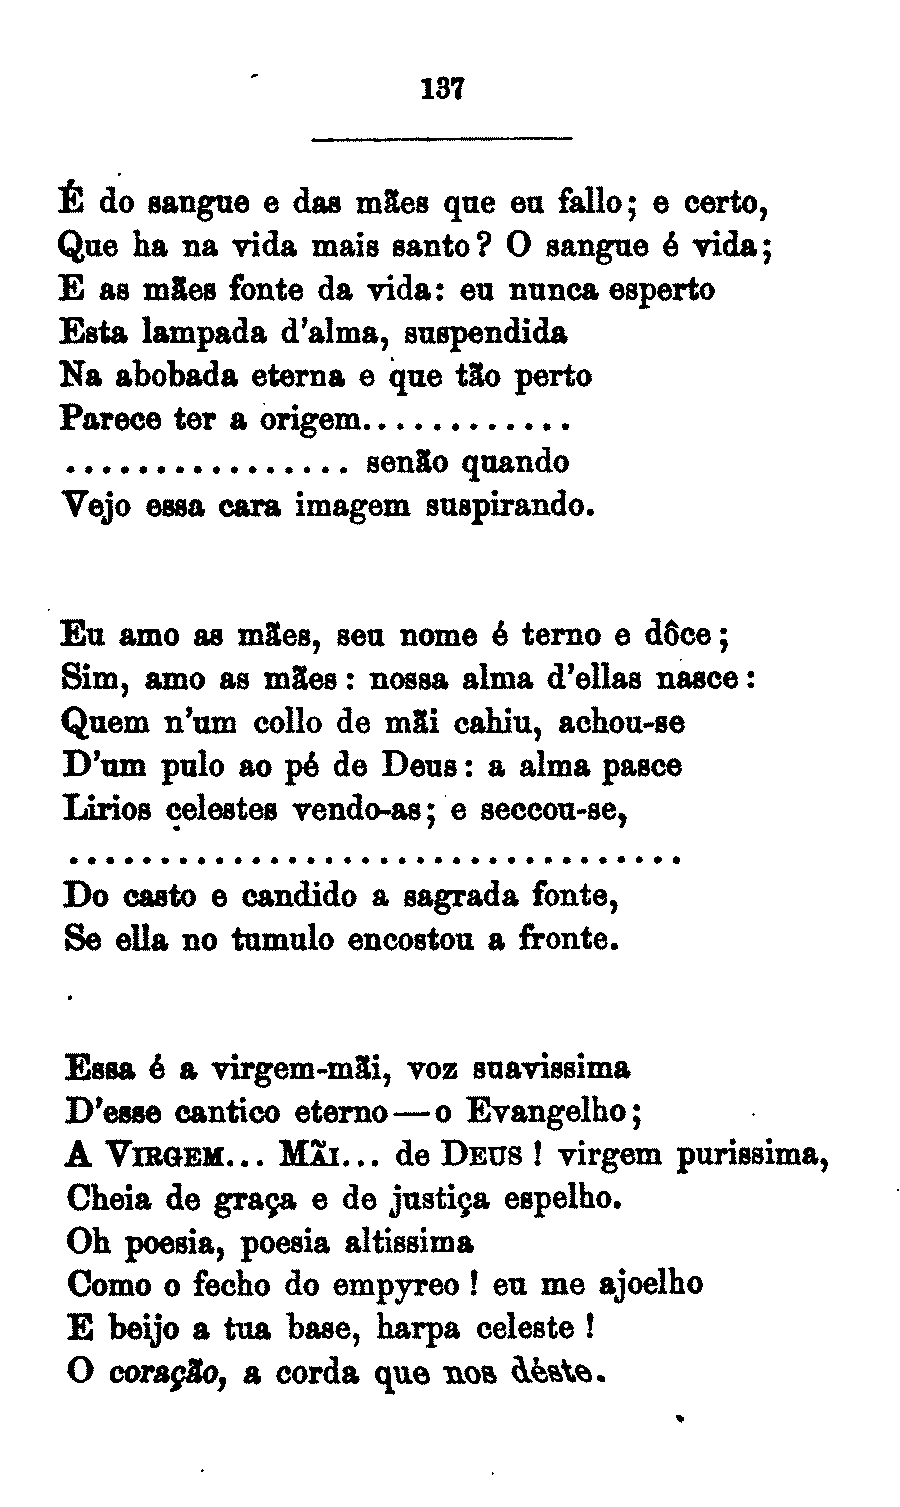 137
É do sangue e das mães que eu fallo; e certo,
Que ha na vida mais santo? O sangue é vida;
E as mães fonte da vida: eu nunca esperto
Esta lampada d'alma, suspendida
Na abobada eterna e que tão perto
Parece ter a origem............
................ senão quando
Vejo essa cara imagem suspirando.
Eu amo as mães, seu nome é terno e dôce;
Sim, amo as mães: nossa alma d'ellas nasce:
Quem n'um collo de mãi cahiu, achou-se
D'um pulo ao pé de Deus: a alma pasce
Lirios celestes vendo-as; e seccou-se,
..................................
Do casto e candido a sagrada fonte,
Se ella no tumulo encostou a fronte.
Essa é a virgem-mãi, voz suavissima
D'esse cantico eterno—o Evangelho;
A VIRGEM... MÃI... de DEUS! virgem purissima,
Cheia de graça e de justiça espelho.
Oh poesia, poesia altissima
Como o fecho do empyreo! eu me ajoelho
E beijo a tua base, harpa celeste!
O coração, a corda que nos déste.